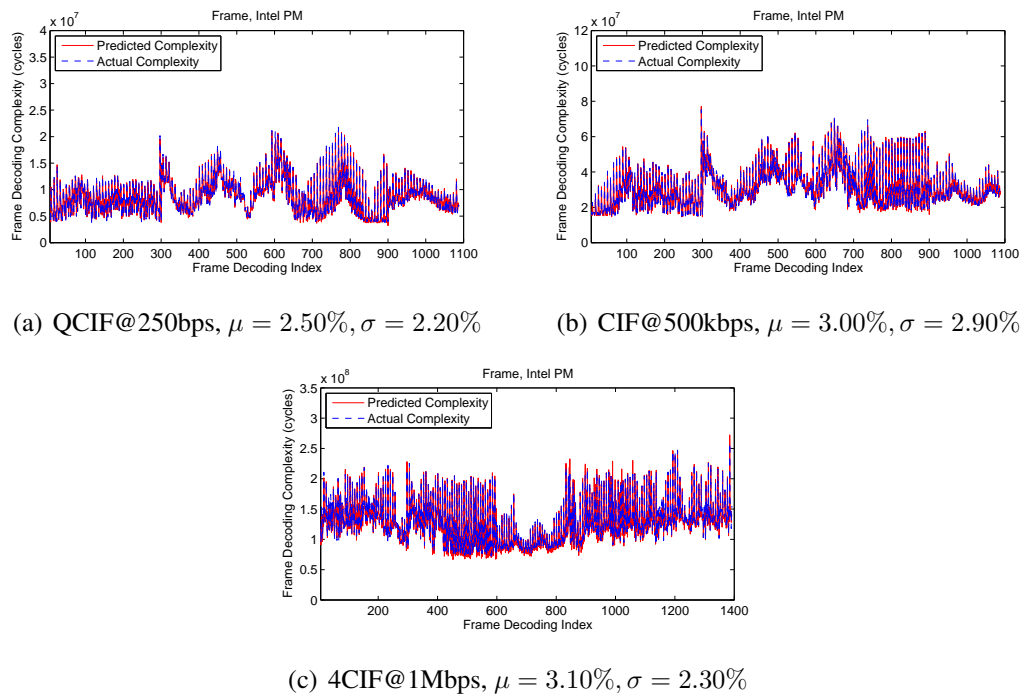 Frame, Intel PM
x 10^7
Predicted Complexity
Actual Complexity
Frame Decoding Complexity (cycles)
4
3.5
3
2.5
2
1.5
1
0.5
0
100 200 300 400 500 600 700 800 900 1000 1100
Frame Decoding Index
(a) QCIF@250bps, μ = 2.50%, σ = 2.20%
Frame, Intel PM
x 10^7
Predicted Complexity
Actual Complexity
Frame Decoding Complexity (cycles)
12
10
8
6
4
2
0
100 200 300 400 500 600 700 800 900 1000 1100
Frame Decoding Index
(b) CIF@500kbps, μ = 3.00%, σ = 2.90%
Frame, Intel PM
x 10^8
Predicted Complexity
Actual Complexity
Frame Decoding Complexity (cycles)
3.5
3
2.5
2
1.5
1
0.5
0
200 400 600 800 1000 1200 1400
Frame Decoding Index
(c) 4CIF@1Mbps, μ = 3.10%, σ = 2.30%